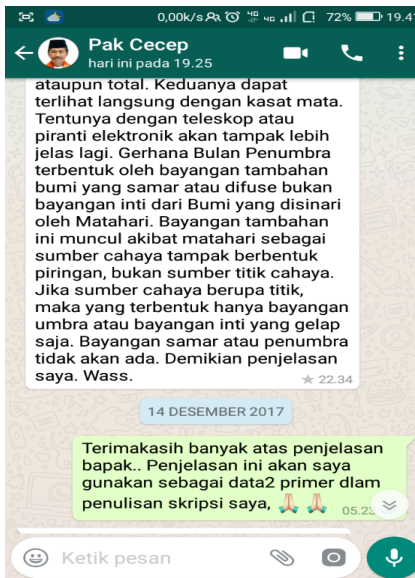 0,00k/s 4G 4G 72% 19.4
Pak Cecep
hari ini pada 19.25
ataupun total. Keduanya dapat
terlihat langsung dengan kasat mata.
Tentunya dengan teleskop atau
piranti elektronik akan tampak lebih
jelas lagi. Gerhana Bulan Penumbra
terbentuk oleh bayangan tambahan
bumi yang samar atau difuse bukan
bayangan inti dari Bumi yang disinari
oleh Matahari. Bayangan tambahan
ini muncul akibat matahari sebagai
sumber cahaya tampak berbentuk
piringan, bukan sumber titik cahaya.
Jika sumber cahaya berupa titik,
maka yang terbentuk hanya bayangan
umbra atau bayangan inti yang gelap
saja. Bayangan samar atau penumbra
tidak akan ada. Demikian penjelasan
saya. Wass.
22.34
14 DESEMBER 2017
Terimakasih banyak atas penjelasan
bapak.. Penjelasan ini akan saya
gunakan sebagai data2 primer dlam
penulisan skripsi saya, 🙏🏻 🙏🏻
05.23
Ketik pesan